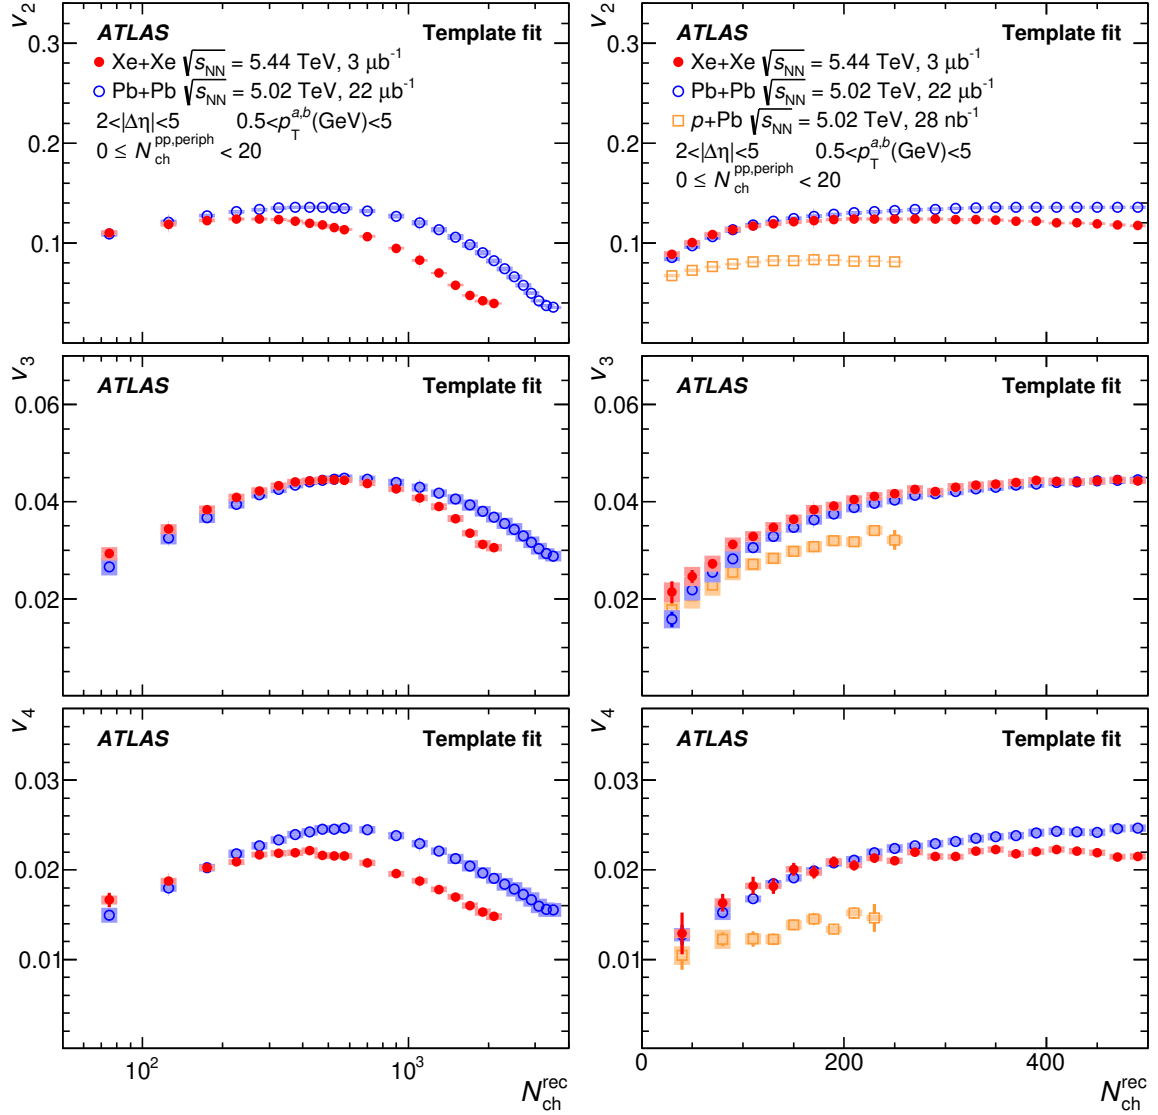 v2
ATLAS Template fit
Xe+Xe √sNN = 5.44 TeV, 3 μb-1
Pb+Pb √sNN = 5.02 TeV, 22 μb-1
2<|Δη|<5 0.5<pTa,b(GeV)<5
0 ≤ Nchpp,periph < 20
0.3
0.2
0.1
v2
ATLAS Template fit
Xe+Xe √sNN = 5.44 TeV, 3 μb-1
Pb+Pb √sNN = 5.02 TeV, 22 μb-1
p+Pb √sNN = 5.02 TeV, 28 nb-1
2<|Δη|<5 0.5<pTa,b(GeV)<5
0 ≤ Nchpp,periph < 20
0.3
0.2
0.1
v3
ATLAS Template fit
0.06
0.04
0.02
v3
ATLAS Template fit
0.06
0.04
0.02
v4
ATLAS Template fit
0.03
0.02
0.01
102 103
Nchrec
v4
ATLAS Template fit
0.03
0.02
0.01
0 200 400
Nchrec